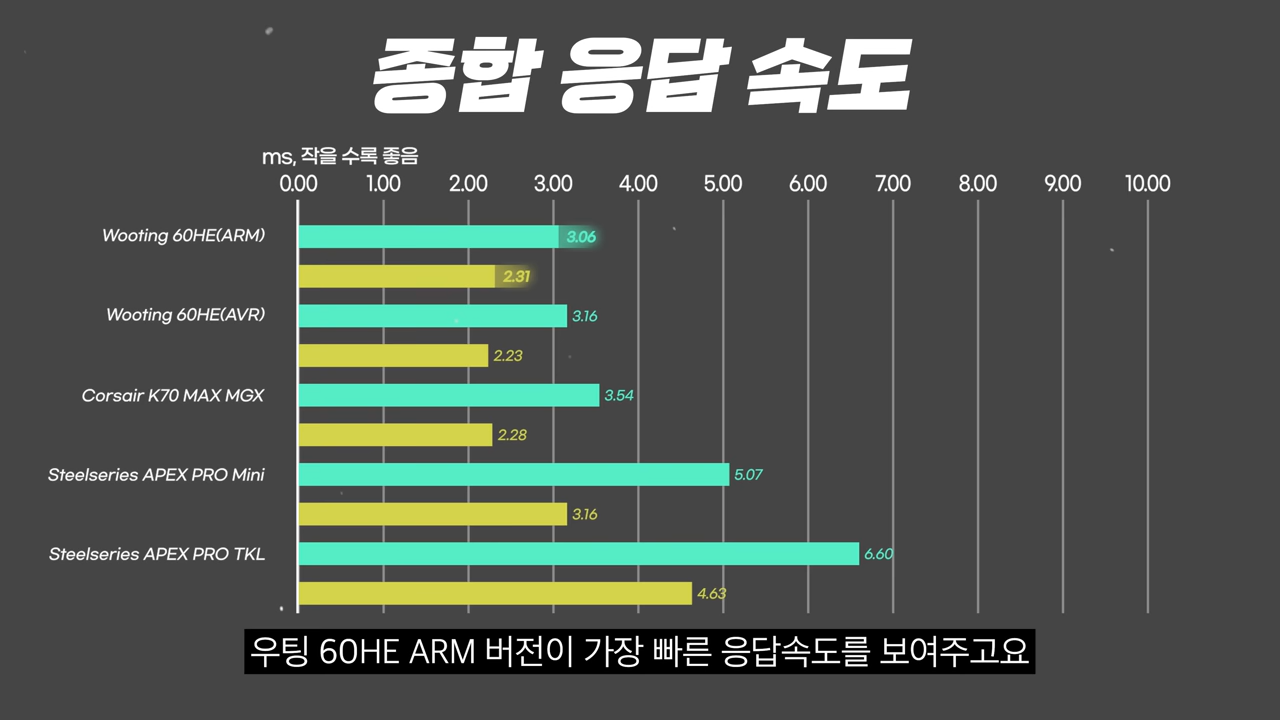 종합 응답 속도
ms, 작을 수록 좋음
0.00 1.00 2.00 3.00 4.00 5.00 6.00 7.00 8.00 9.00 10.00
Wooting 60HE(ARM) 3.06
2.31
Wooting 60HE(AVR) 3.16
2.23
Corsair K70 MAX MGX 3.54
2.28
Steelseries APEX PRO Mini 5.07
3.16
Steelseries APEX PRO TKL 6.60
4.63
우팅 60HE ARM 버전이 가장 빠른 응답속도를 보여주고요